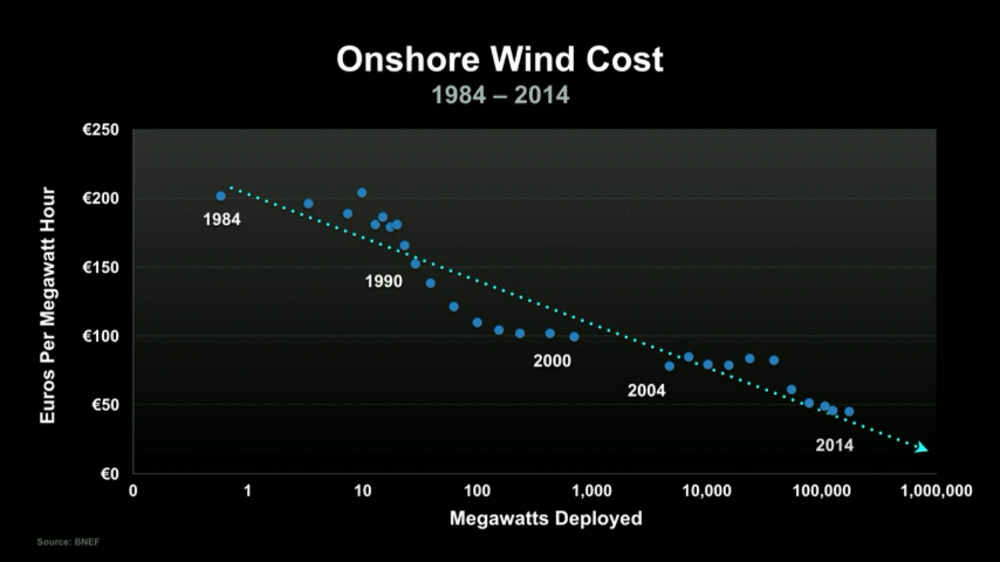 Onshore Wind Cost
1984 – 2014
€250
€200
€150
€100
€50
€0
Euros Per Megawatt Hour
1984
1990
2000
2004
2014
0 1 10 100 1,000 10,000 100,000 1,000,000
Megawatts Deployed
Source: BNEF